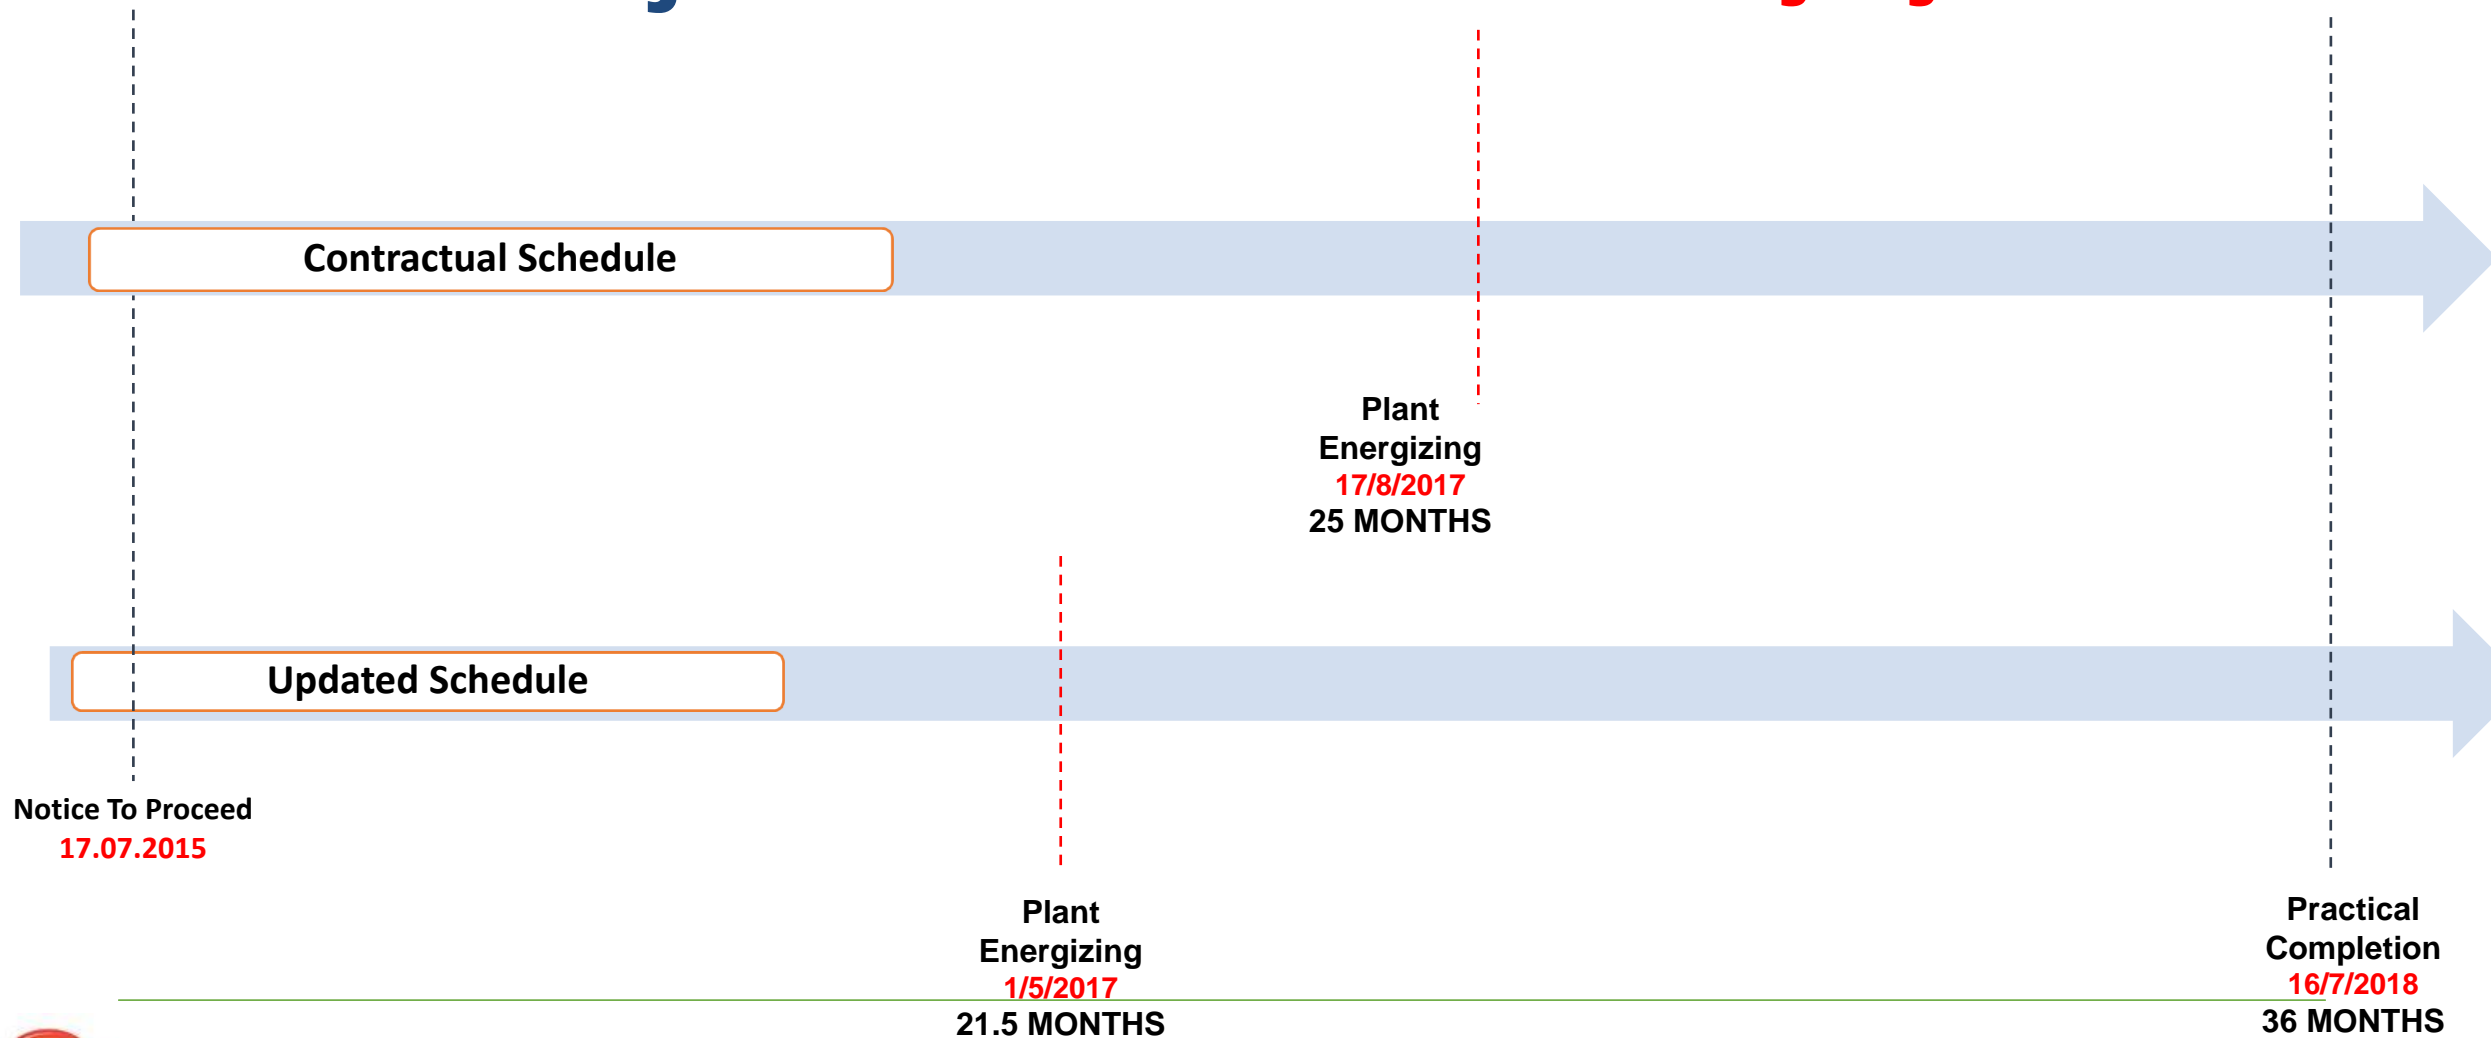 Contractual Schedule
Plant
Energizing
17/8/2017
25 MONTHS
Updated Schedule
Notice To Proceed
17.07.2015
Plant
Energizing
1/5/2017
21.5 MONTHS
Practical
Completion
16/7/2018
36 MONTHS